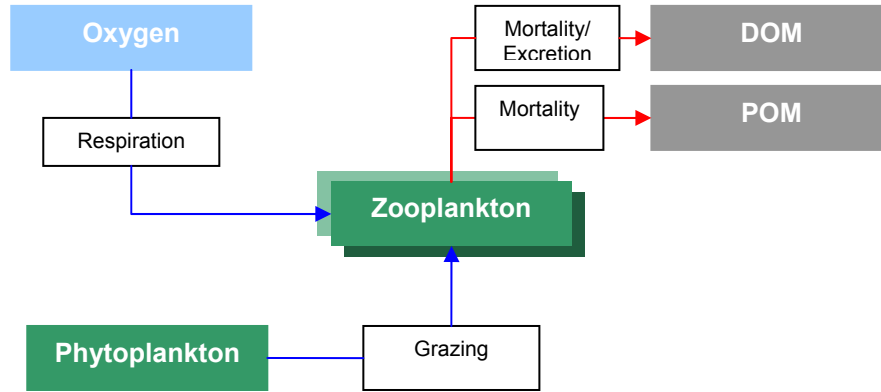 Oxygen
Mortality/
Excretion
DOM
Mortality
POM
Respiration
Zooplankton
Phytoplankton
Grazing